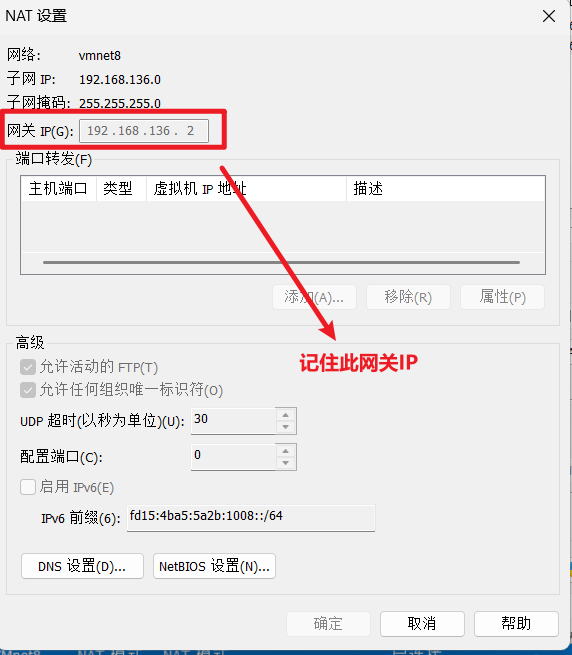 NAT 设置
网络: vmnet8
子网 IP: 192.168.136.0
子网掩码: 255.255.255.0
网关 IP(G): 192 . 168 . 136 . 2
端口转发(F)
主机端口 类型 虚拟机 IP 地址 描述
添加(A)... 移除(R) 属性(P)
记住此网关IP
高级
允许活动的 FTP(T)
允许任何组织唯一标识符(O)
UDP 超时(以秒为单位)(U): 30
配置端口(C): 0
启用 IPv6(E)
IPv6 前缀(6): fd15:4ba5:5a2b:1008::/64
DNS 设置(D)... NetBIOS 设置(N)...
确定 取消 帮助